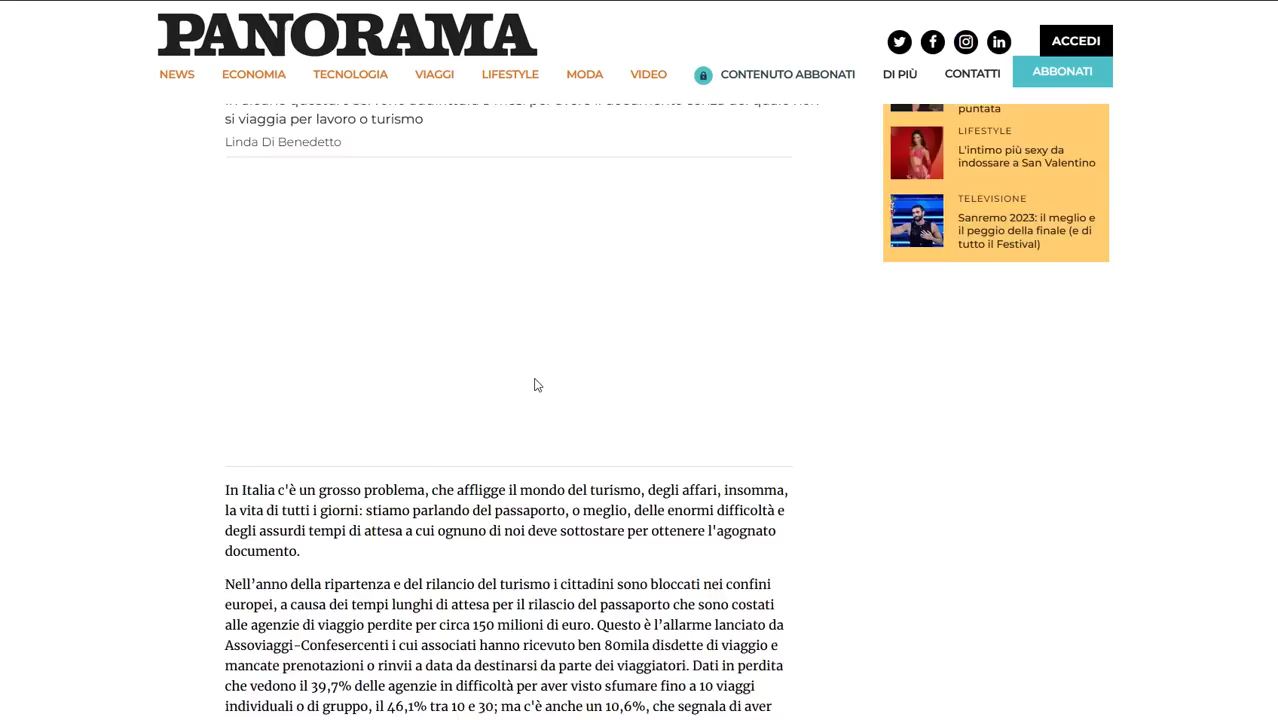 PANORAMA
ACCEDI
NEWS ECONOMIA TECNOLOGIA VIAGGI LIFESTYLE MODA VIDEO CONTENUTO ABBONATI DI PIÙ CONTATTI ABBONATI
si viaggia per lavoro o turismo
Linda Di Benedetto
puntata
LIFESTYLE
L'intimo più sexy da
indossare a San Valentino
TELEVISIONE
Sanremo 2023: il meglio e
il peggio della finale (e di
tutto il Festival)
In Italia c'è un grosso problema, che affligge il mondo del turismo, degli affari, insomma,
la vita di tutti i giorni: stiamo parlando del passaporto, o meglio, delle enormi difficoltà e
degli assurdi tempi di attesa a cui ognuno di noi deve sottostare per ottenere l'agognato
documento.
Nell’anno della ripartenza e del rilancio del turismo i cittadini sono bloccati nei confini
europei, a causa dei tempi lunghi di attesa per il rilascio del passaporto che sono costati
alle agenzie di viaggio perdite per circa 150 milioni di euro. Questo è l’allarme lanciato da
Assoviaggi-Confesercenti i cui associati hanno ricevuto ben 80mila disdette di viaggio e
mancate prenotazioni o rinvii a data da destinarsi da parte dei viaggiatori. Dati in perdita
che vedono il 39,7% delle agenzie in difficoltà per aver visto sfumare fino a 10 viaggi
individuali o di gruppo, il 46,1% tra 10 e 30; ma c'è anche un 10,6%, che segnala di aver